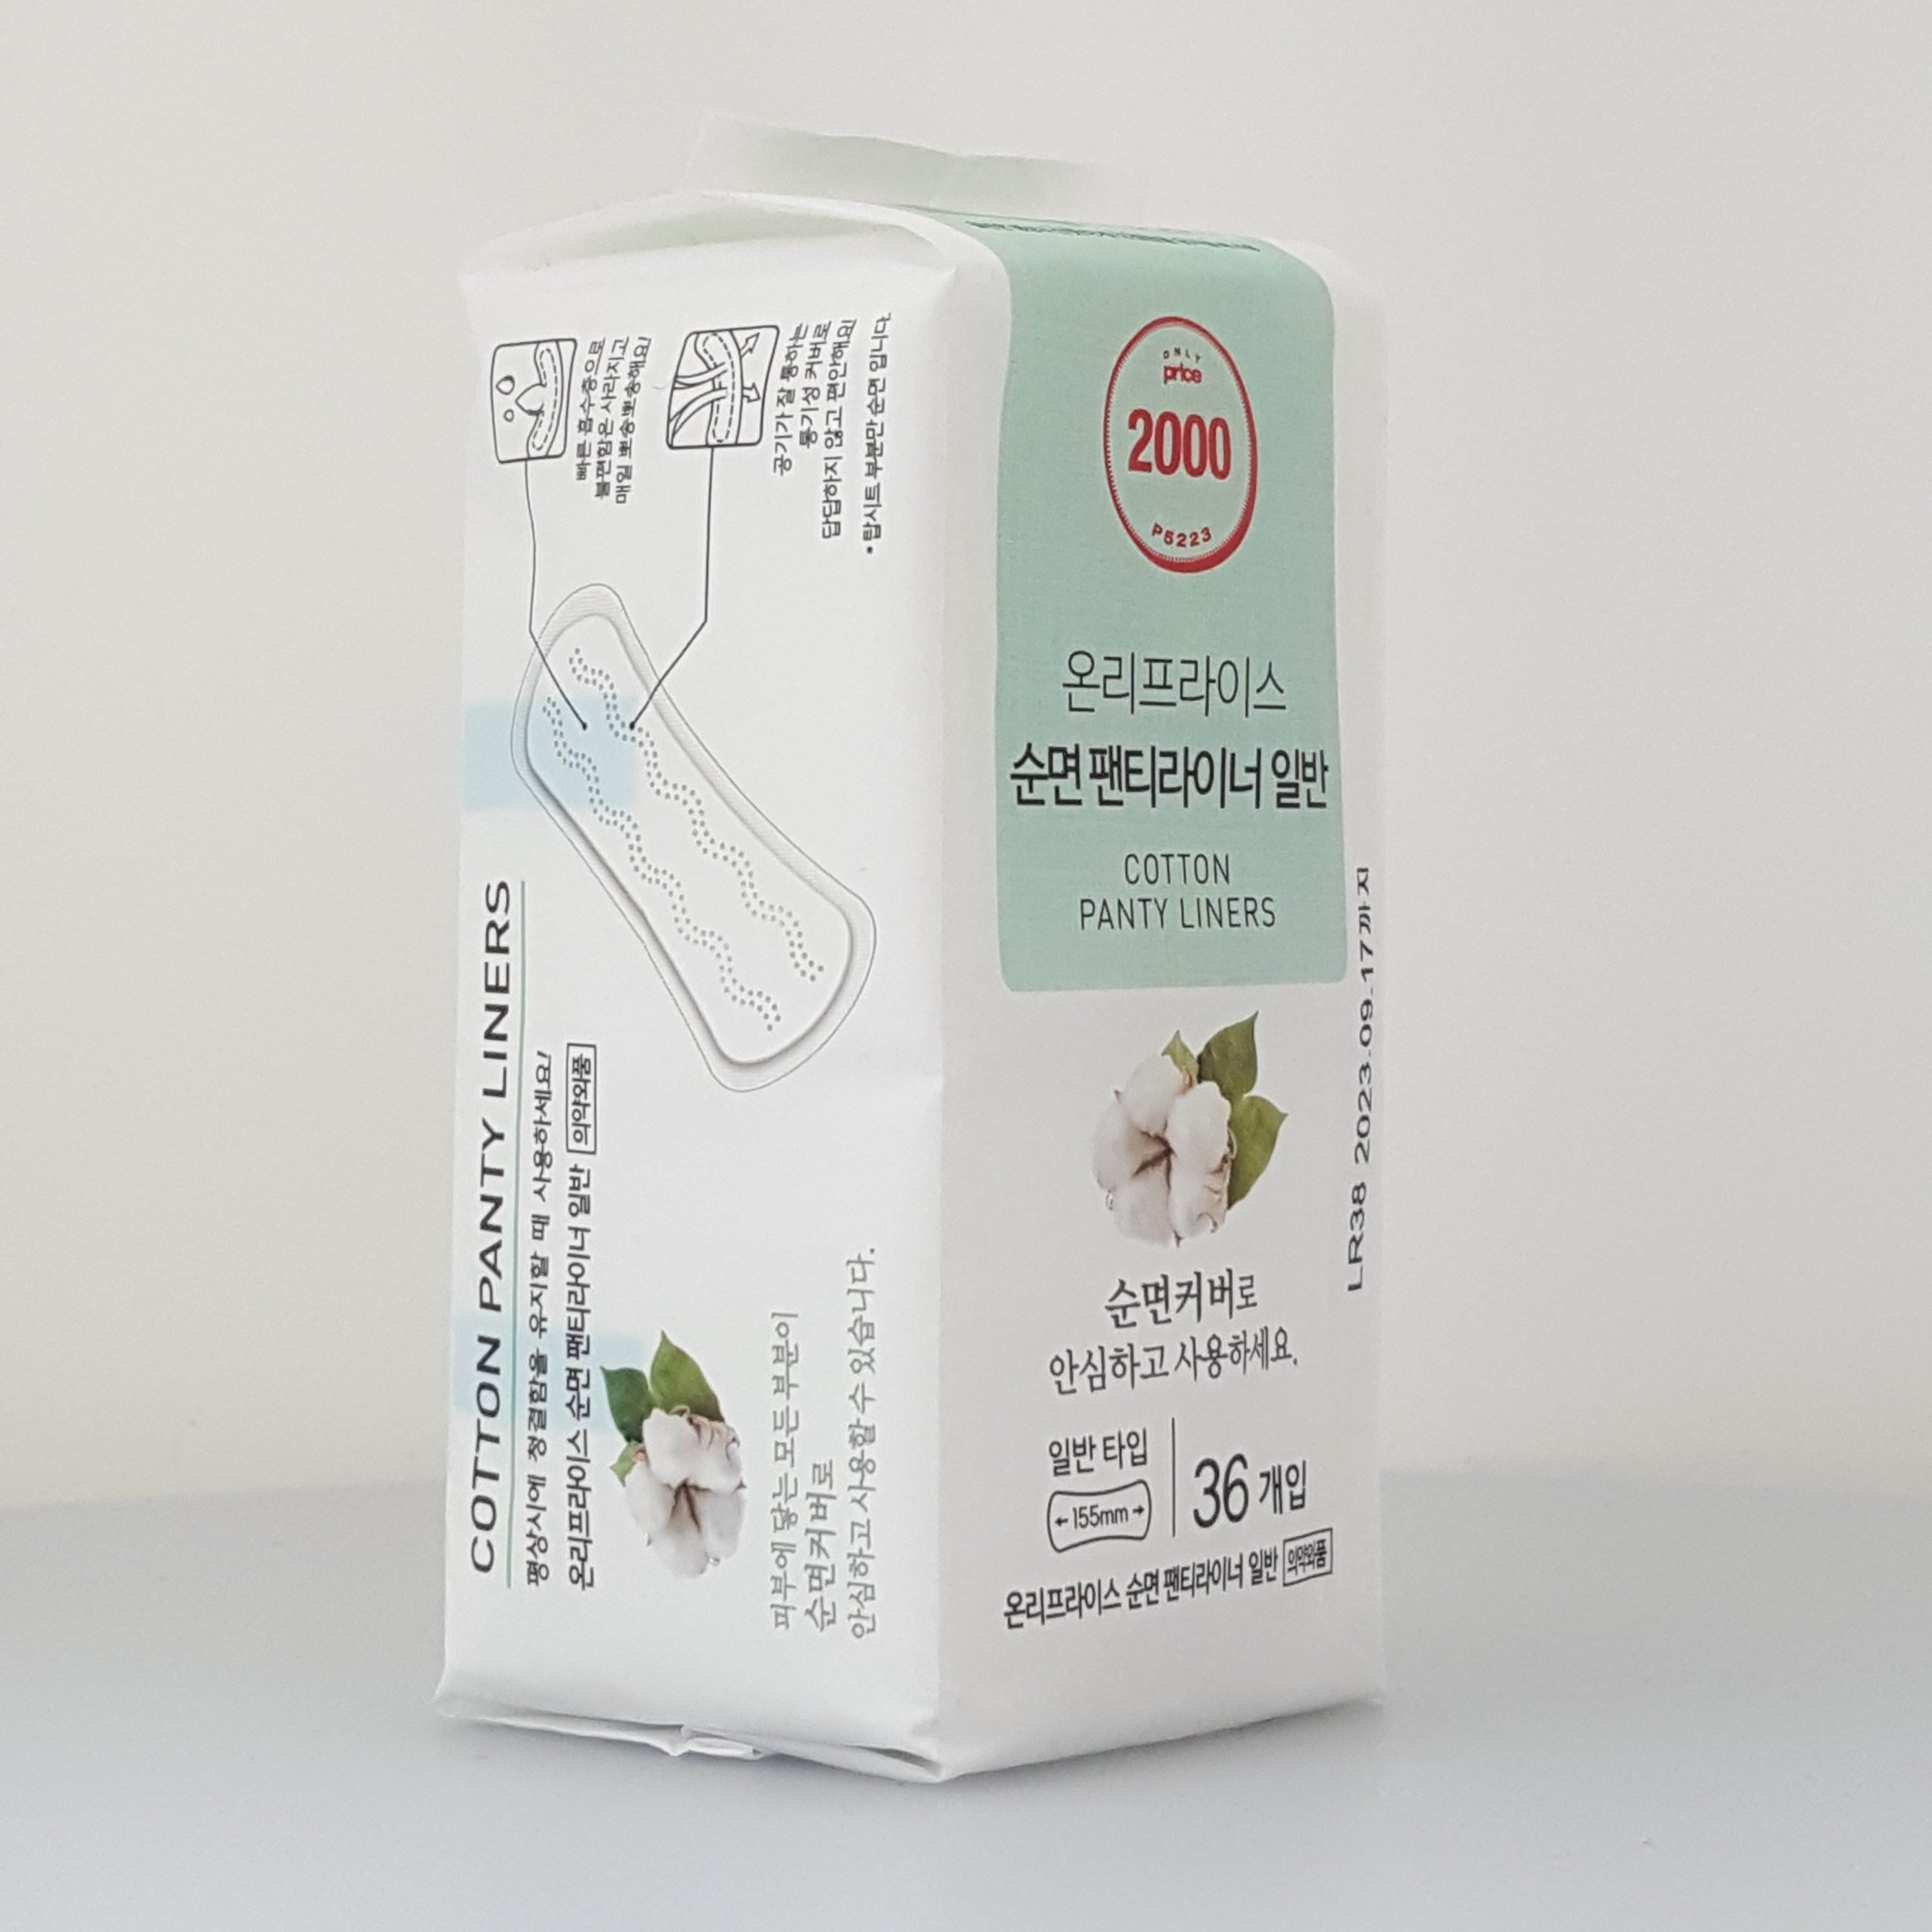 ONLY
price
2000
P5223
온리프라이스
순면 팬티라이너 일반
COTTON
PANTY LINERS
순면커버로
안심하고 사용하세요.
일반 타입
155mm
36개입
온리프라이스 순면 팬티라이너 일반 의약외품
LR38 2023.09.17까지
COTTON PANTY LINERS
평상시에 청결함을 유지할 때 사용하세요!
온리프라이스 순면 팬티라이너 일반 의약외품
피부에 닿는 모든 부분이
순면커버로
안심하고 사용할 수 있습니다.
빠른 흡수층으로
불편함은 사라지고
매일 뽀송뽀송해요!
공기가 잘 통하는
통기성 커버로
답답하지 않고 편안해요!
*탑시트 부분만 순면 입니다.